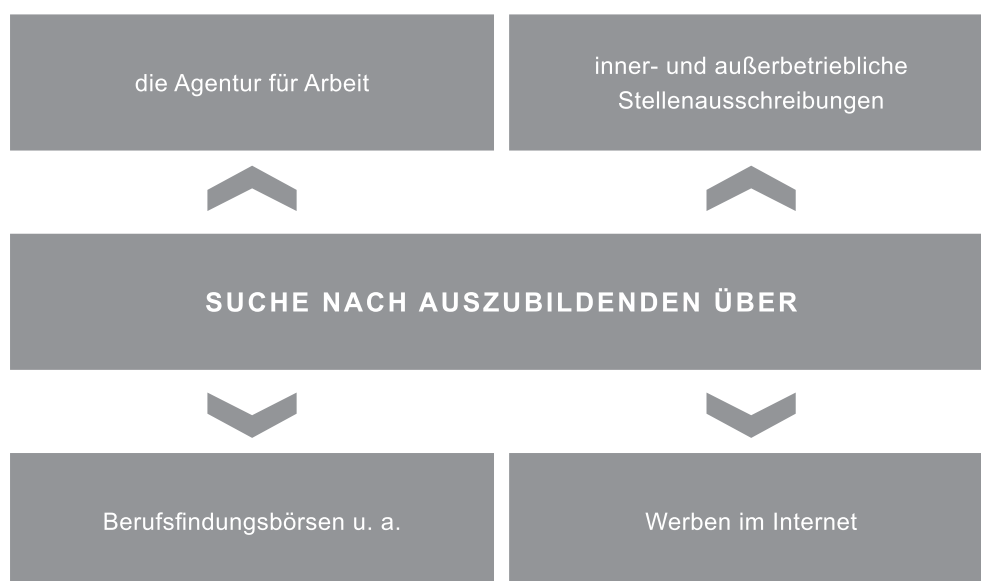 die Agentur für Arbeit
inner- und außerbetriebliche
Stellenausschreibungen
SUCHE NACH AUSZUBILDENDEN ÜBER
Berufsfindungsbörsen u. a.
Werben im Internet